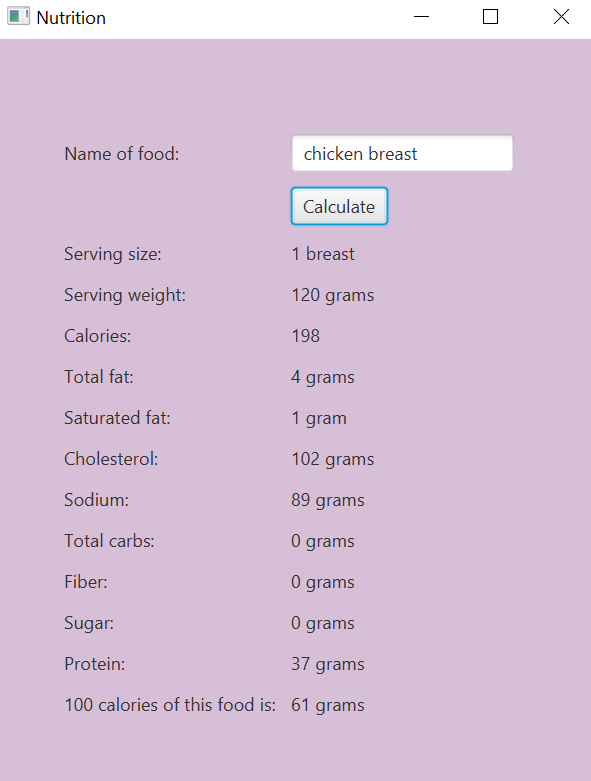 Nutrition
Name of food: chicken breast
Calculate
Serving size: 1 breast
Serving weight: 120 grams
Calories: 198
Total fat: 4 grams
Saturated fat: 1 gram
Cholesterol: 102 grams
Sodium: 89 grams
Total carbs: 0 grams
Fiber: 0 grams
Sugar: 0 grams
Protein: 37 grams
100 calories of this food is: 61 grams